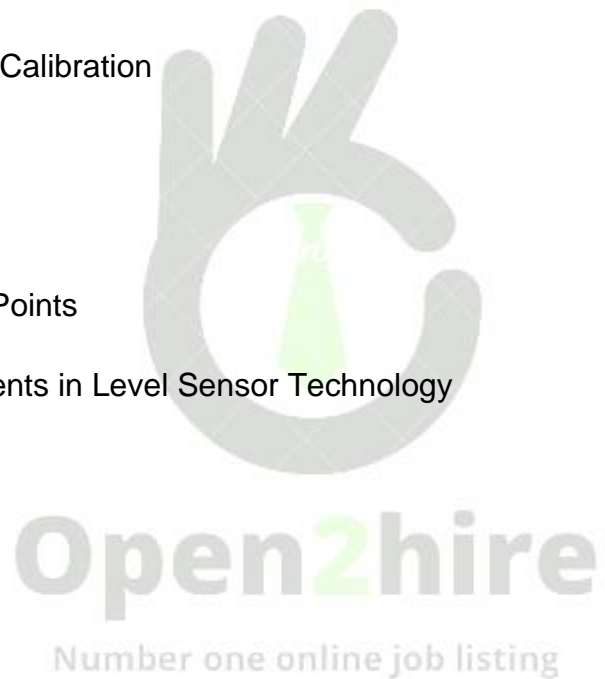 Calibration
Points
ents in Level Sensor Technology
Open2hire
Number one online job listing